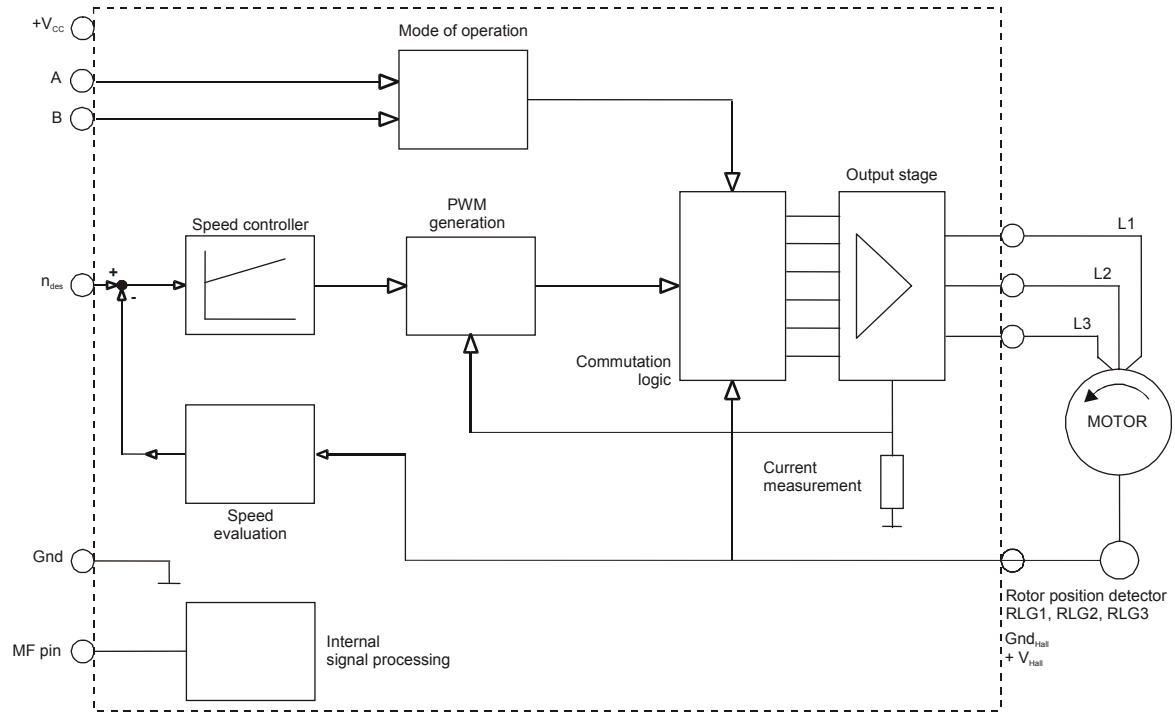 +Vcc
Mode of operation
A
B
Output stage
PWM
generation
Speed controller
L1
+
n des
-
L2
L3
Commutation
logic
MOTOR
Current
measurement
Speed
evaluation
Gnd
Rotor position detector
RLG1, RLG2, RLG3
Gnd Hall
+ V Hall
MF pin
Internal
signal processing